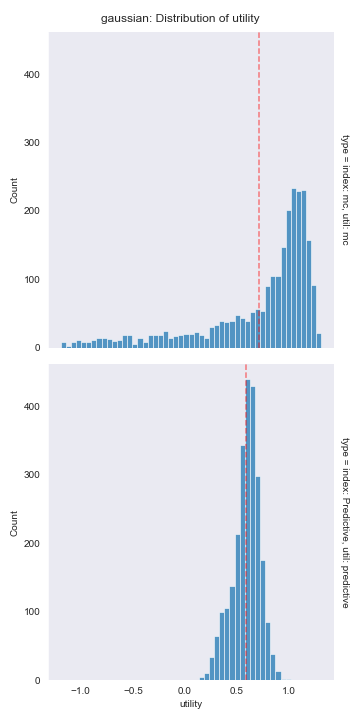 gaussian: Distribution of utility
400
300
200
100
0
Count
type = index: mc, util: mc
400
300
200
100
0
Count
type = index: Predictive, util: predictive
−1.0 −0.5 0.0 0.5 1.0
utility